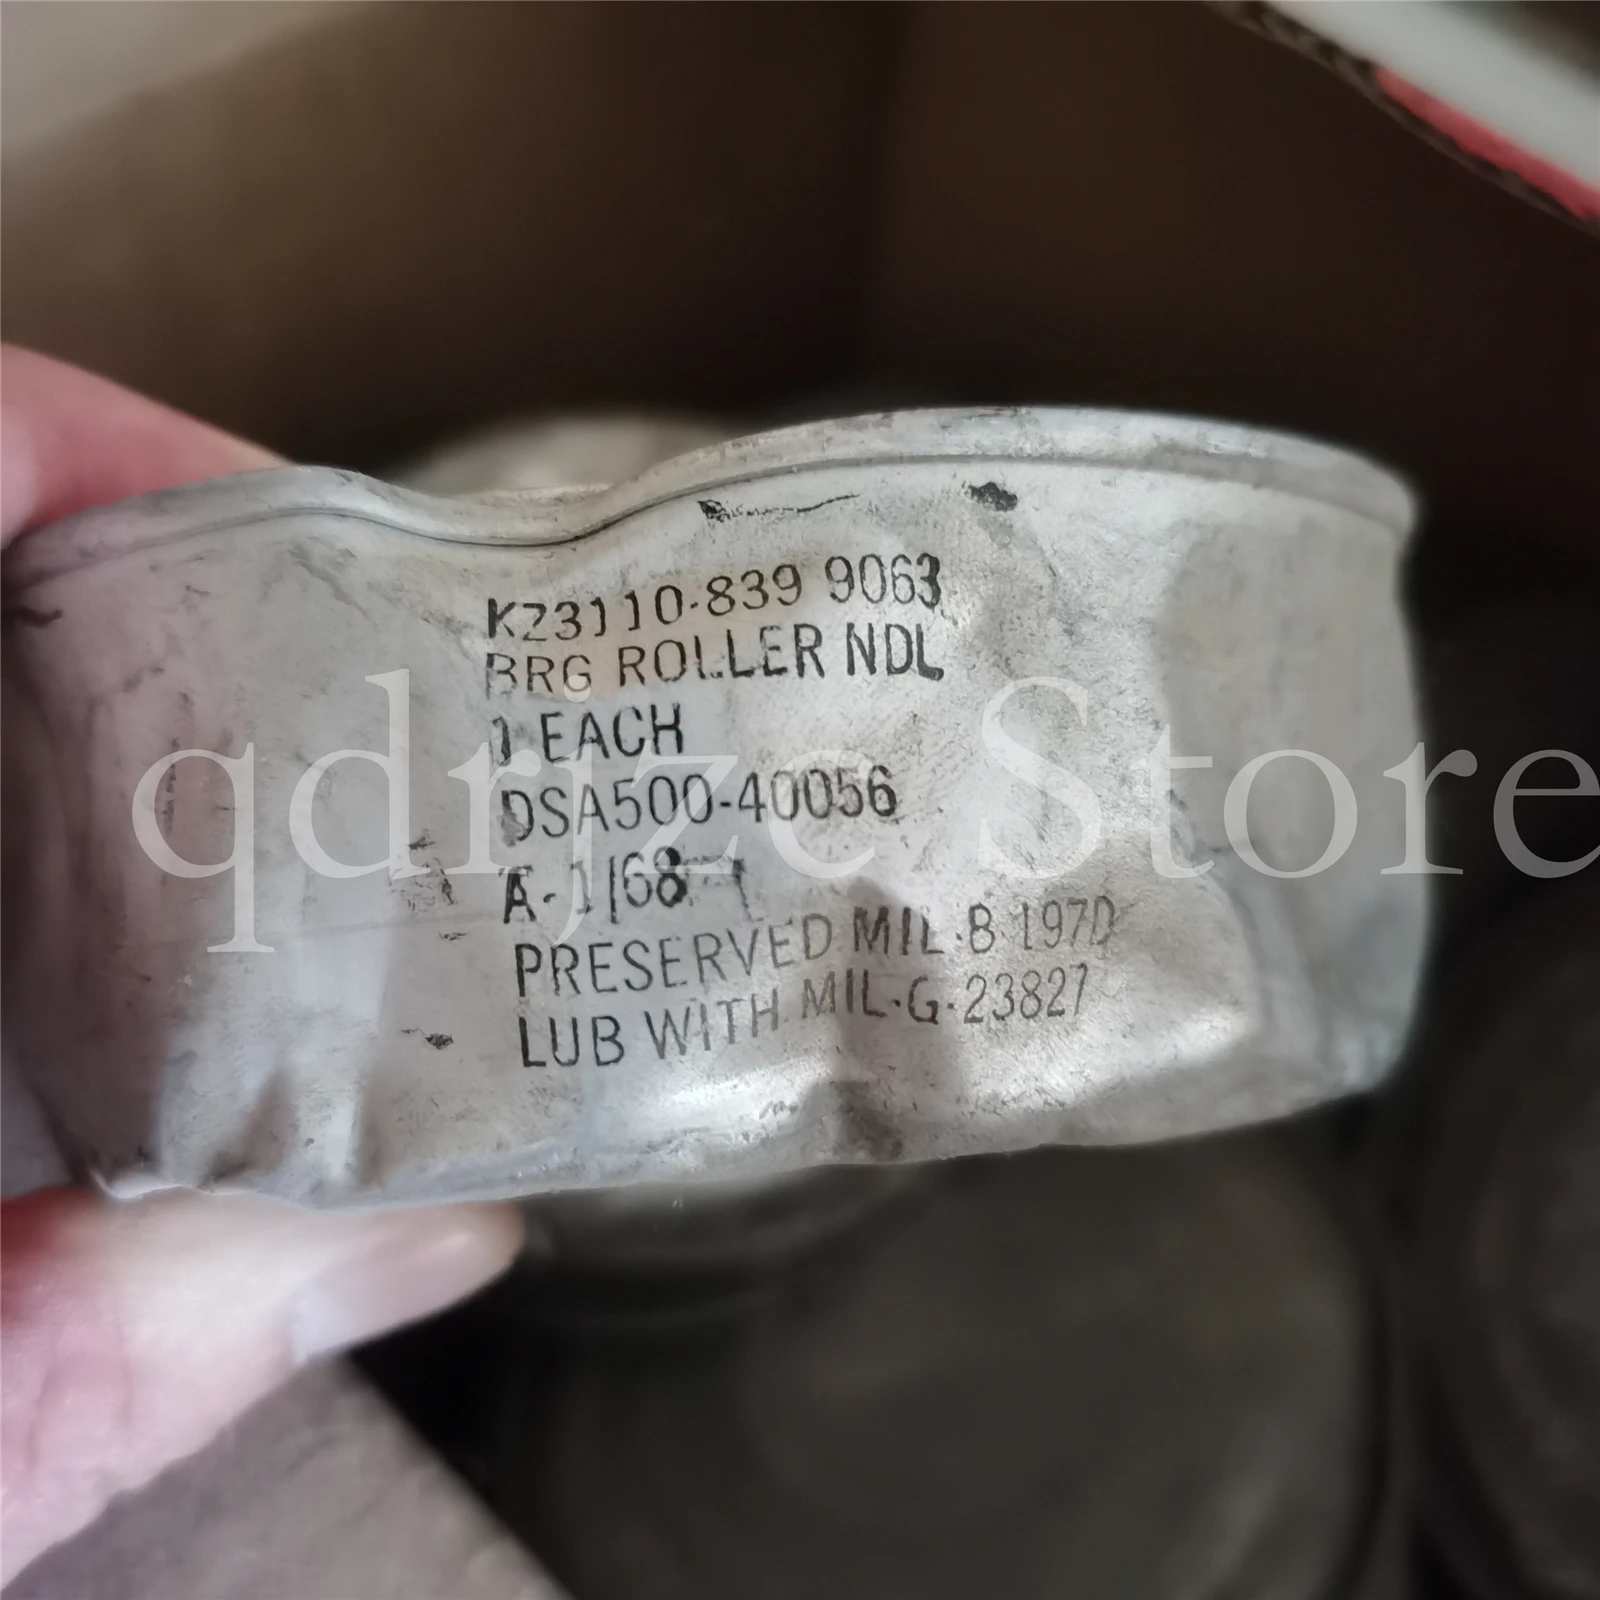 KZ3110-839 9063
BRG ROLLER NDL
1 EACH
DSA500-40056
A-1/68
PRESERVED MIL-B-197D
LUB WITH MIL-G-23827
qdrjzc Store